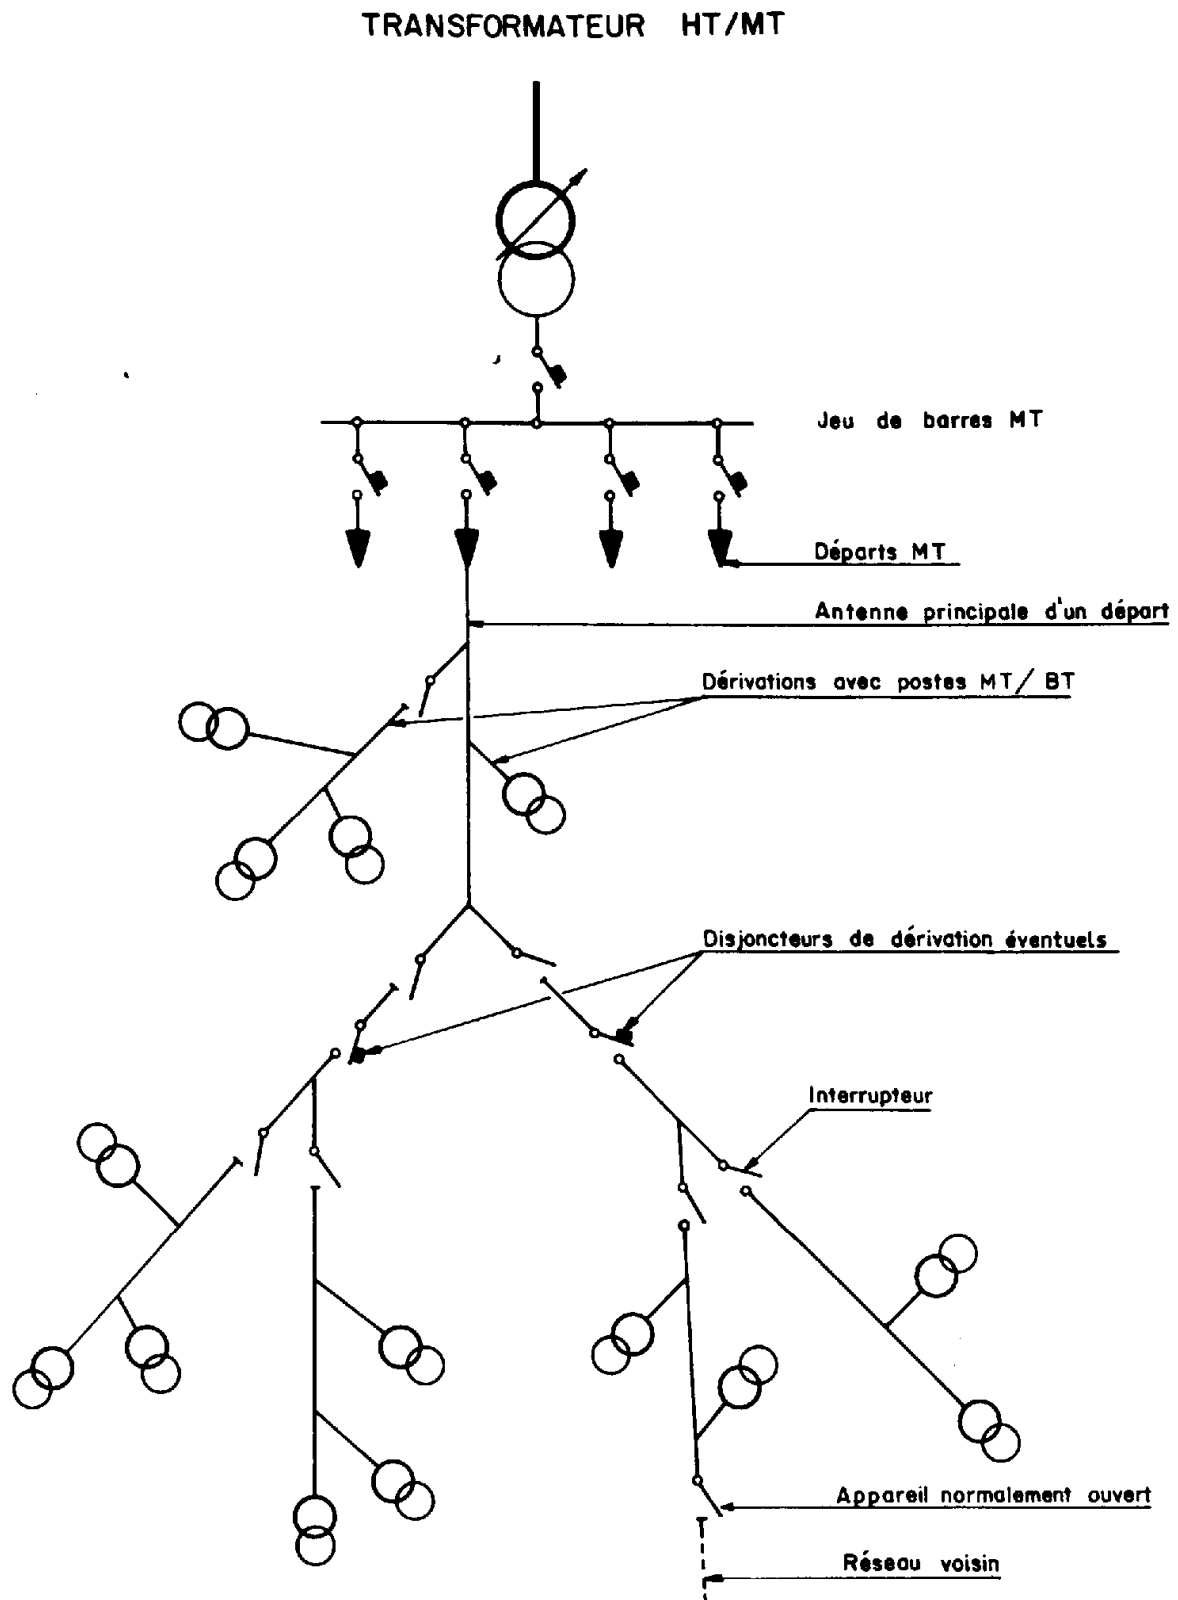 TRANSFORMATEUR HT/MT
Jeu de barres MT
Départs MT
Antenne principale d'un départ
Dérivations avec postes MT/ BT
Disjoncteurs de dérivation éventuels
Interrupteur
Appareil normalement ouvert
Réseau voisin